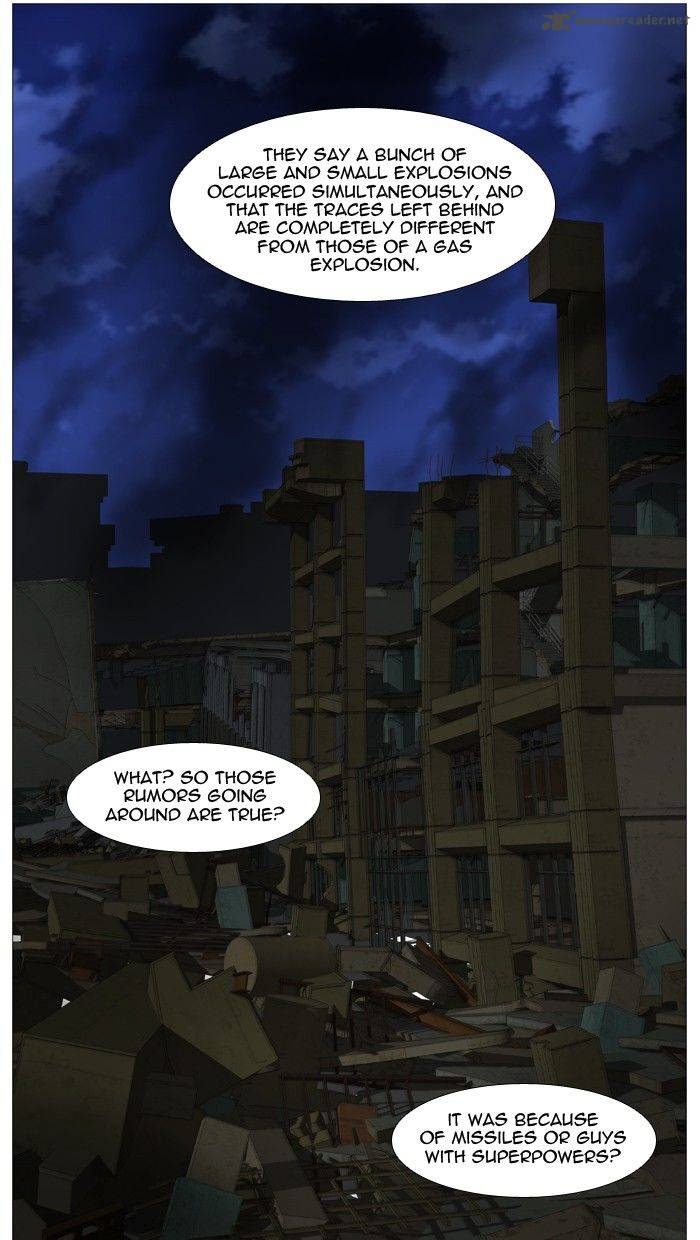 THEY SAY A BUNCH OF
LARGE AND SMALL EXPLOSIONS
OCCURRED SIMULTANEOUSLY, AND
THAT THE TRACES LEFT BEHIND
ARE COMPLETELY DIFFERENT
FROM THOSE OF A GAS
EXPLOSION.
WHAT? SO THOSE
RUMORS GOING
AROUND ARE TRUE?
IT WAS BECAUSE
OF MISSILES OR GUYS
WITH SUPERPOWERS?